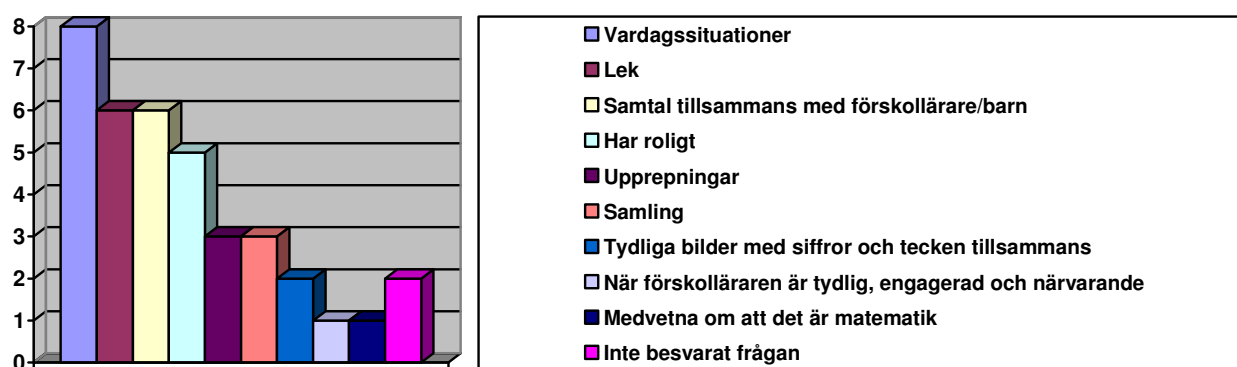 8
7
6
5
4
3
2
1
0
Vardagssituationer
Lek
Samtal tillsammans med förskollärare/barn
Har roligt
Upprepningar
Samling
Tydliga bilder med siffror och tecken tillsammans
När förskolläraren är tydlig, engagerad och närvarande
Medvetna om att det är matematik
Inte besvarat frågan